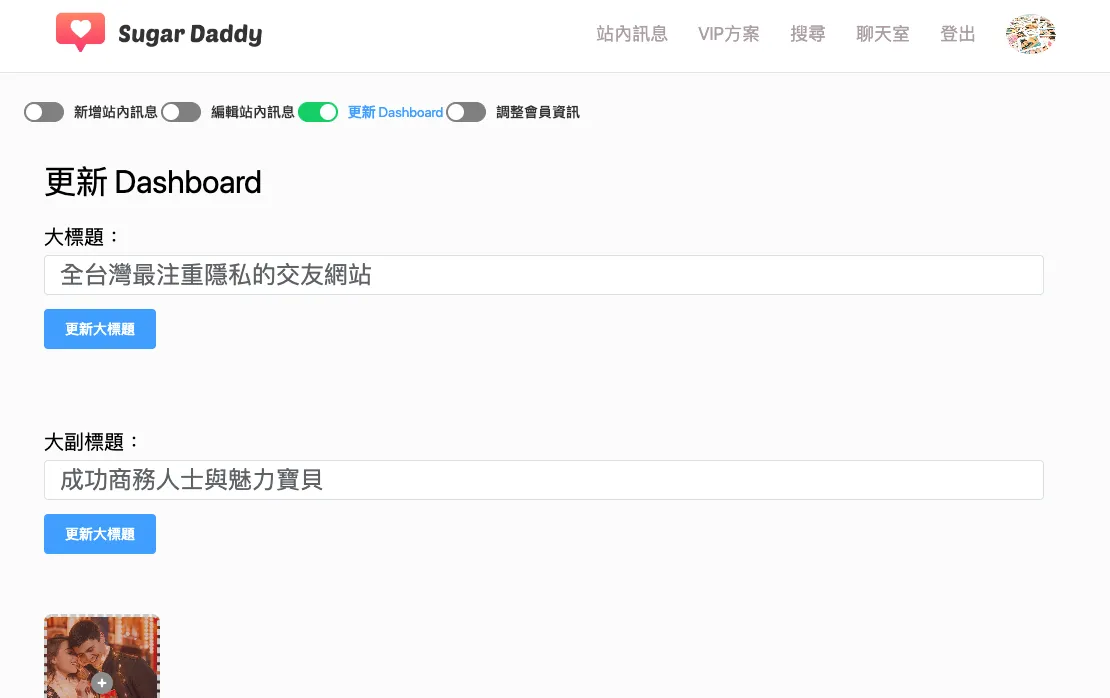 Sugar Daddy
站內訊息 VIP方案 搜尋 聊天室 登出
新增站內訊息 編輯站內訊息 更新 Dashboard 調整會員資訊
更新 Dashboard
大標題：
全台灣最注重隱私的交友網站
更新大標題
大副標題：
成功商務人士與魅力寶貝
更新大標題